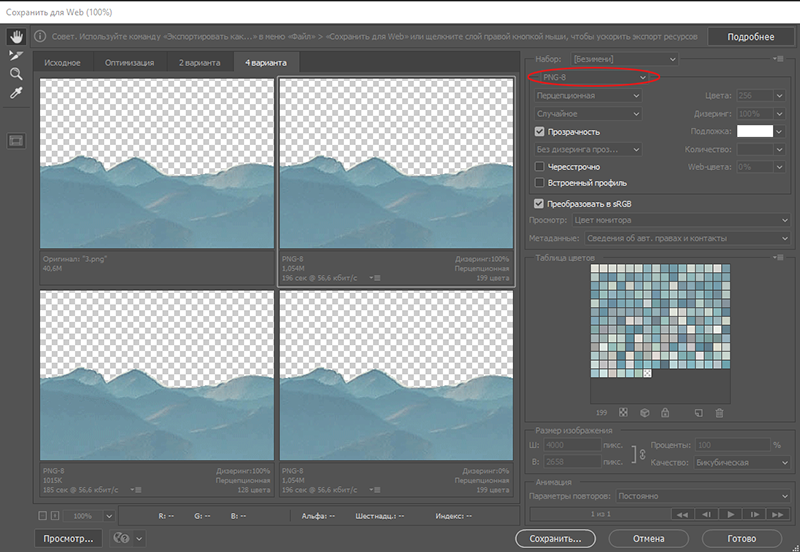 Сохранить для Web (100%)
Совет. Используйте команду «Экспортировать как...» в меню «Файл» > «Сохранить для Web» или щелкните слой правой кнопкой мыши, чтобы ускорить экспорт ресурсов
Подробнее
Исходное
Оптимизация
2 варианта
4 варианта
Набор: [Безимени]
PNG-8
Перцепционная
Цвета: 256
Случайное
Дизеринг: 100%
Прозрачность
Подложка:
Без дизеринга проз...
Количество:
Чересстрочно
Web-цвета: 0%
Встроенный профиль
Преобразовать в sRGB
Просмотр: Цвет монитора
Метаданные: Сведения об авт. правах и контакты
Таблица цветов
199
Оригинал: "3.png"
40,6M
PNG-8
1,054M
196 сек @ 56,6 кбит/с
Дизеринг:100%
Перцепционная
199 цвета
PNG-8
1015K
185 сек @ 56,6 кбит/с
Дизеринг:100%
Перцепционная
128 цвета
PNG-8
1,054M
196 сек @ 56,6 кбит/с
Дизеринг:0%
Перцепционная
199 цвета
Размер изображения
Ш: 4000 пикс.
Проценты: 100 %
В: 2658 пикс.
Качество: Бикубическая
Анимация
Параметры повторов: Постоянно
1 из 1
100%
R: --
G: --
B: --
Альфа: --
Шестнадц.: --
Индекс: --
Просмотр...
Сохранить...
Отмена
Готово